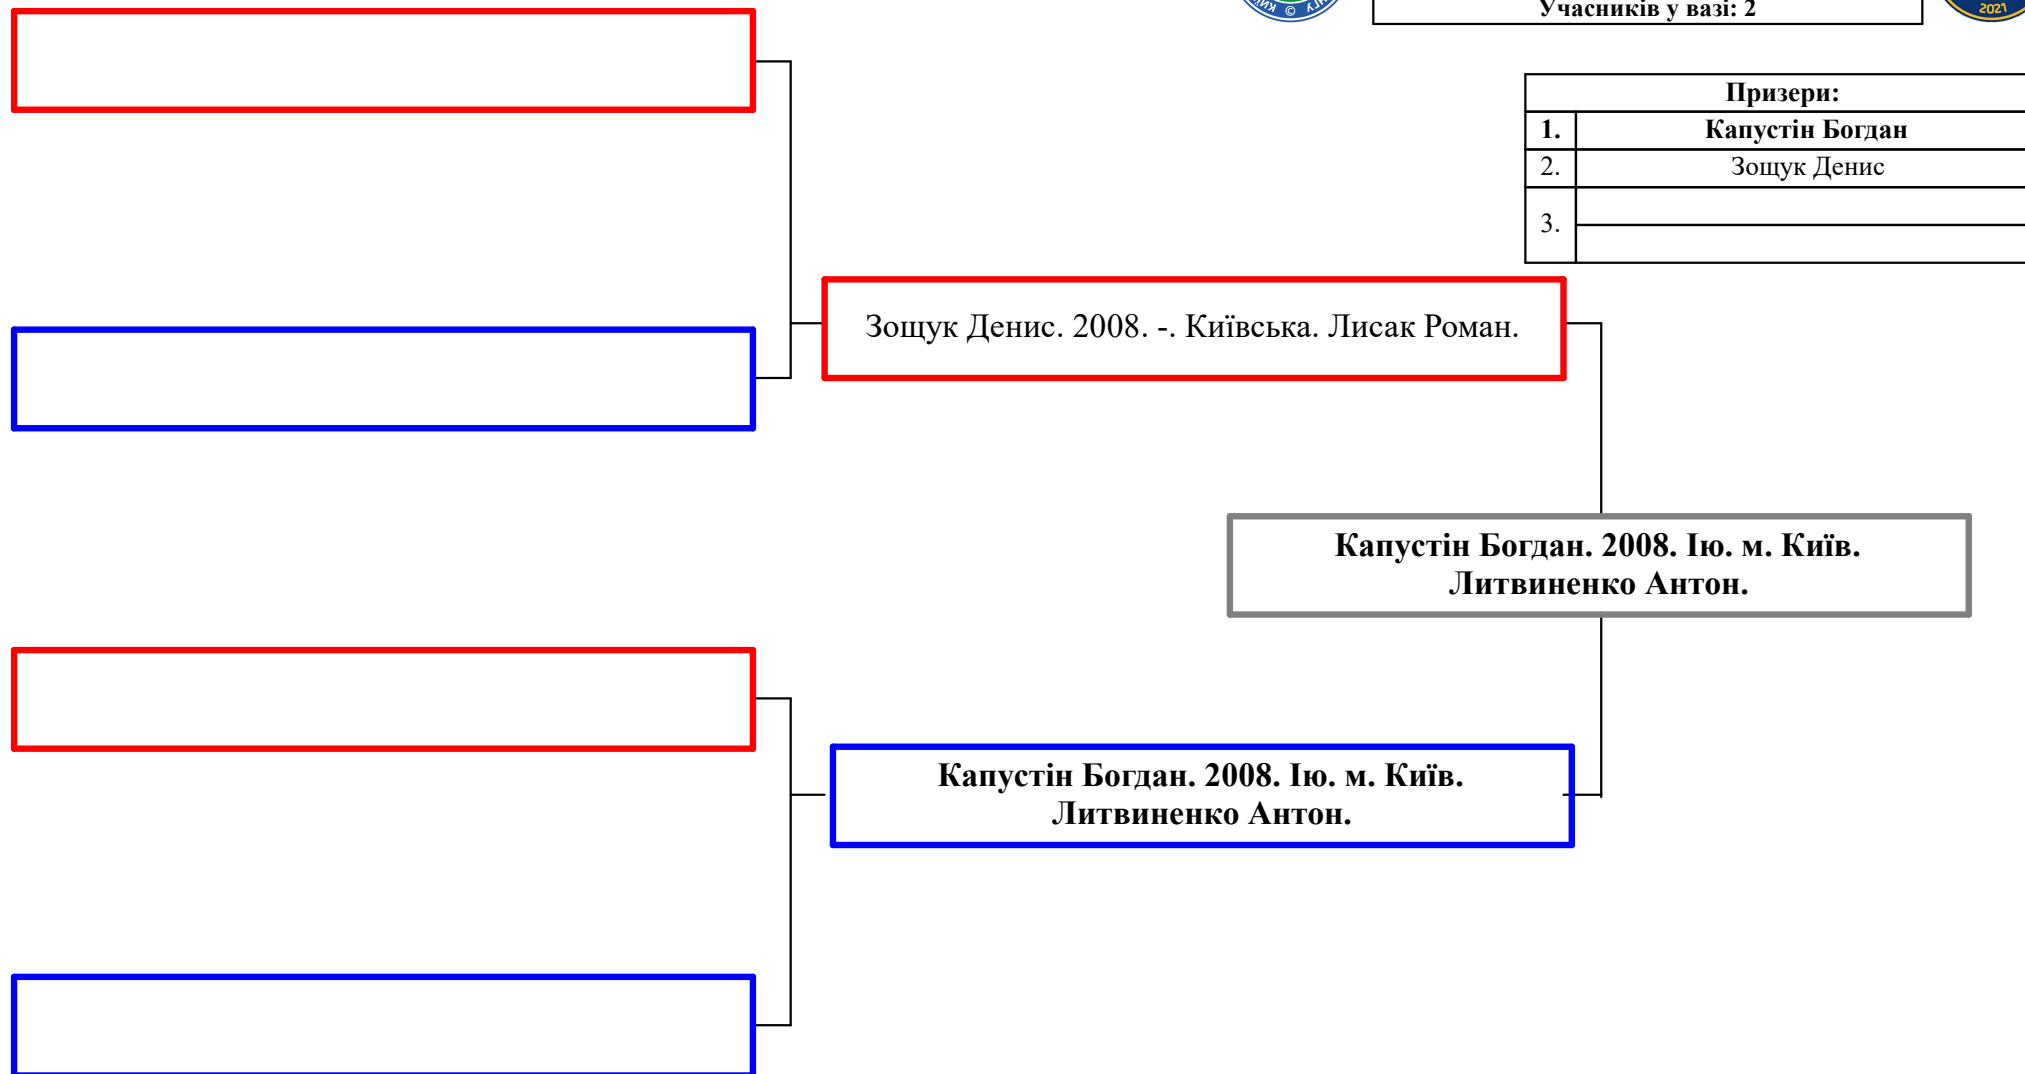 Учасників у вазі: 2
2021
Призери:
1. Капустін Богдан
2. Зощук Денис
3.
Зощук Денис. 2008. -. Київська. Лисак Роман.
Капустін Богдан. 2008. Ію. м. Київ.
Литвиненко Антон.
Капустін Богдан. 2008. Ію. м. Київ.
Литвиненко Антон.